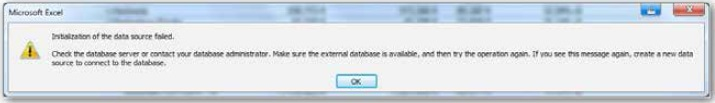 Microsoft Excel
Initialization of the data source failed.
Check the database server or contact your database administrator. Make sure the external database is available, and then try the operation again. If you see this message again, create a new data
source to connect to the database.
OK